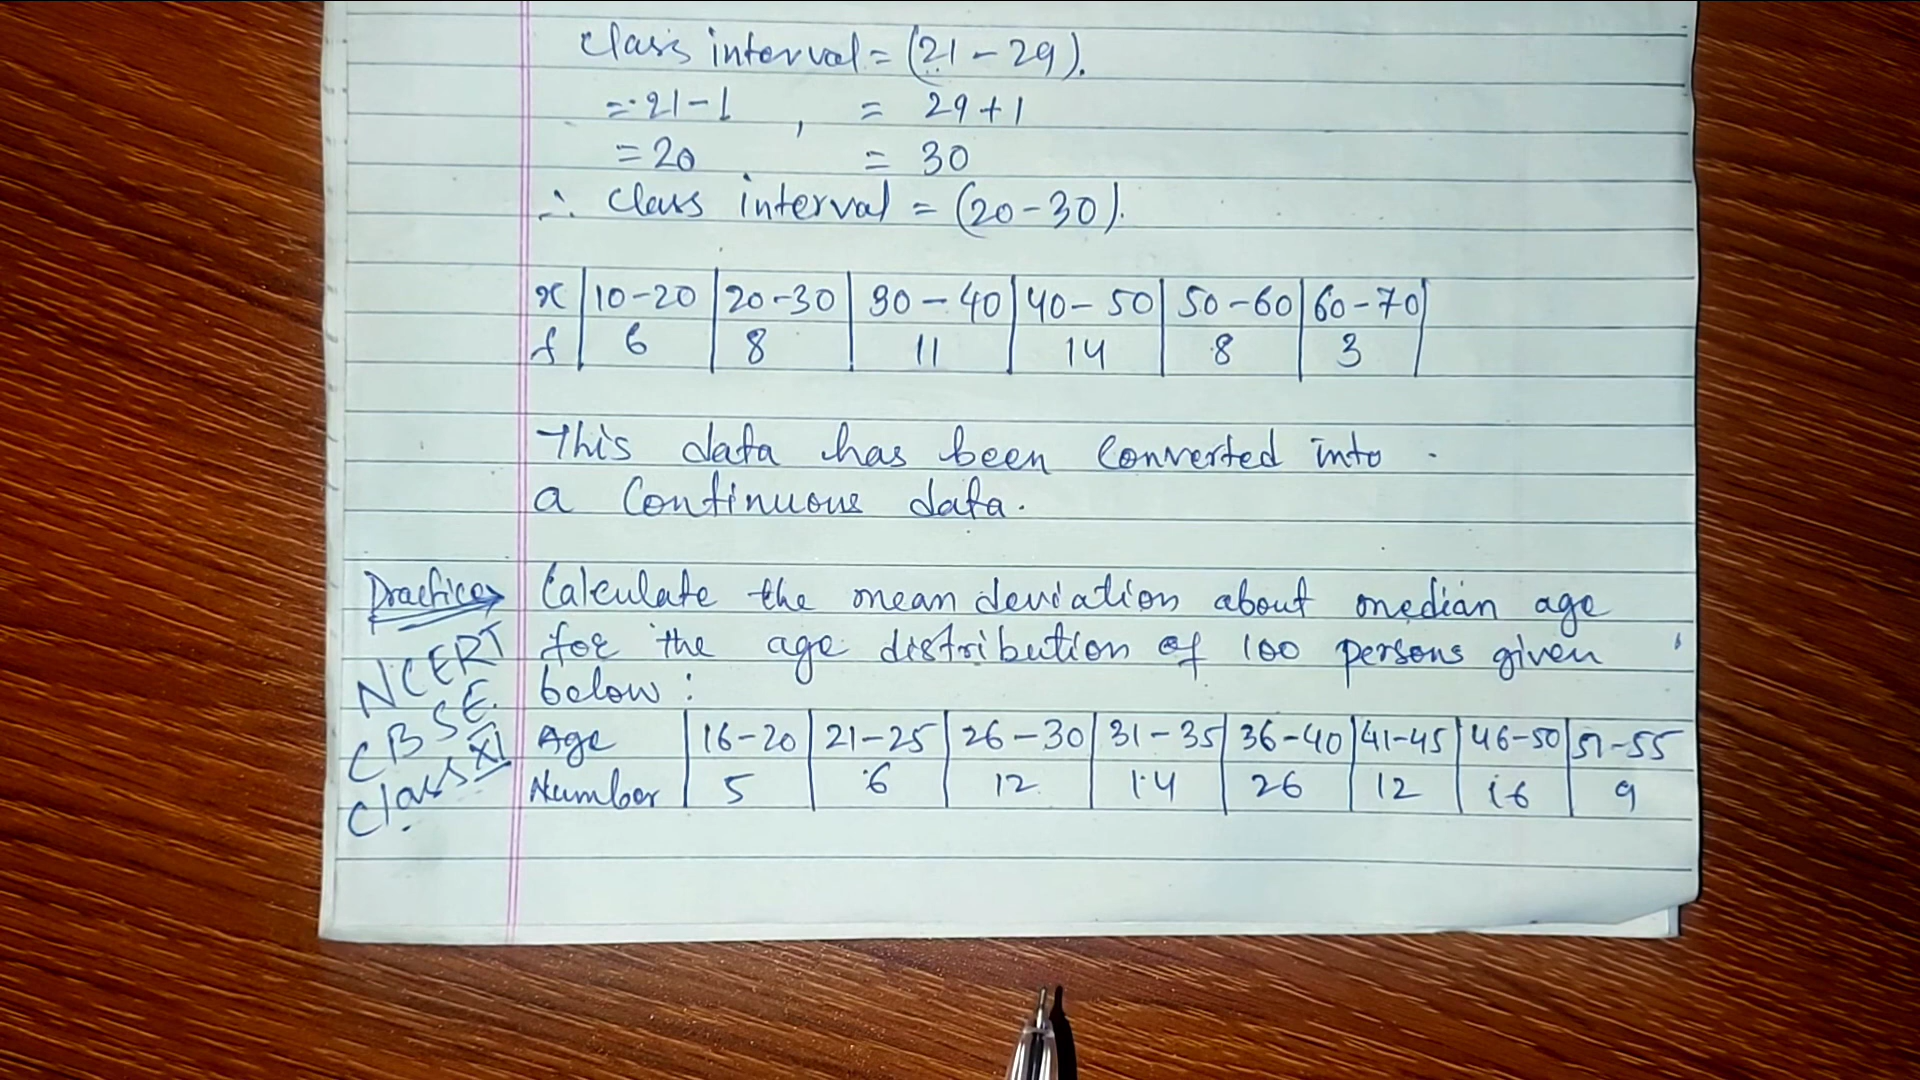 Class interval = (21 - 29).
= 21 - 1 , = 29 + 1
= 20 = 30
∴ Class interval = (20 - 30).
x 10-20 20-30 30-40 40-50 50-60 60-70
f 6 8 11 14 8 3
This data has been Converted into
a Continuous data.
Practice → Calculate the mean deviation about median age
NCERT for the age distribution of 100 persons given
CBSE below :
Class XI Age 16-20 21-25 26-30 31-35 36-40 41-45 46-50 51-55
Number 5 6 12 14 26 12 16 9